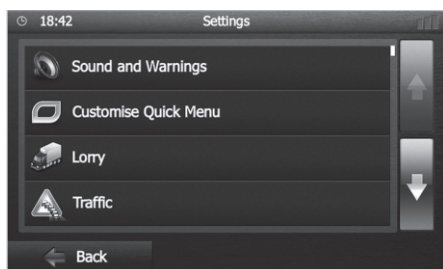 18:42 Settings
Sound and Warnings
Customise Quick Menu
Lorry
Traffic
Back